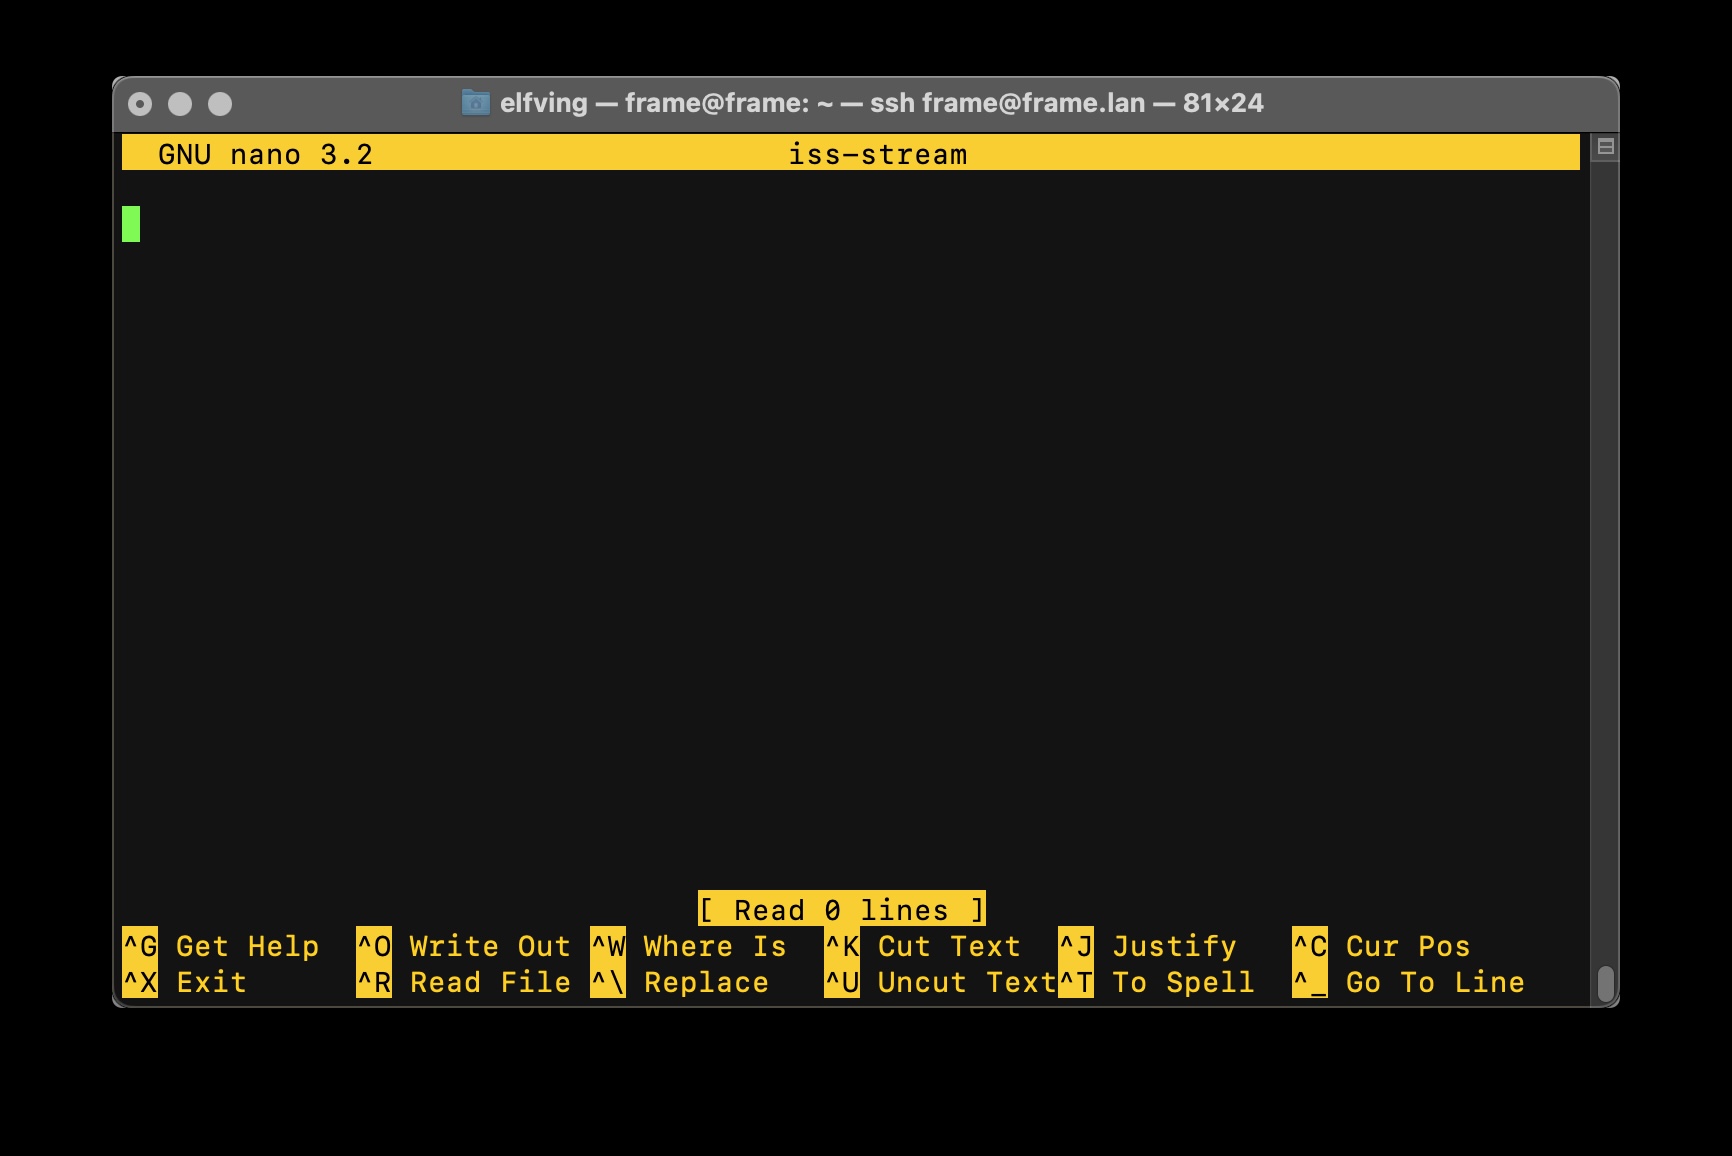 elfving — frame@frame: ~ — ssh frame@frame.lan — 81×24
GNU nano 3.2 iss-stream
[ Read 0 lines ]
^G Get Help ^O Write Out ^W Where Is ^K Cut Text ^J Justify ^C Cur Pos
^X Exit ^R Read File ^\ Replace ^U Uncut Text ^T To Spell ^_ Go To Line